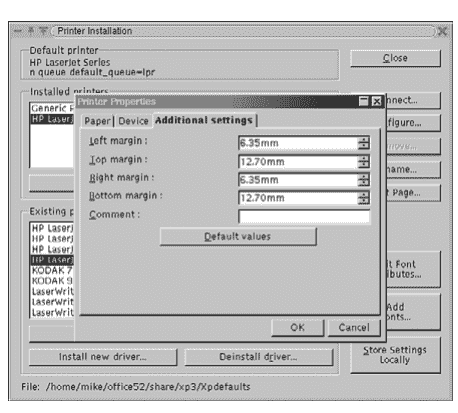 Printer Installation
Default printer
HP LaserJet Series
n queue default_queue=lpr
Close
Installed printers
Generic
HP LaserJ
Printer Properties
Paper Device Additional settings
Left margin :
6.35mm
Top margin :
12.70mm
Right margin :
6.35mm
Bottom margin :
12.70mm
Comment :
Default values
OK Cancel
nnect...
figure...
name...
t Page...
Existing p
HP LaserJ
HP LaserJ
HP LaserJ
HP LaserJ
KODAK 7
KODAK 9
LaserWrit
LaserWrit
LaserWrit
t Font
ibutes...
Add
nts...
Install new driver... Deinstall driver...
Store Settings
Locally
File: /home/mike/office52/share/xp3/Xpdefaults